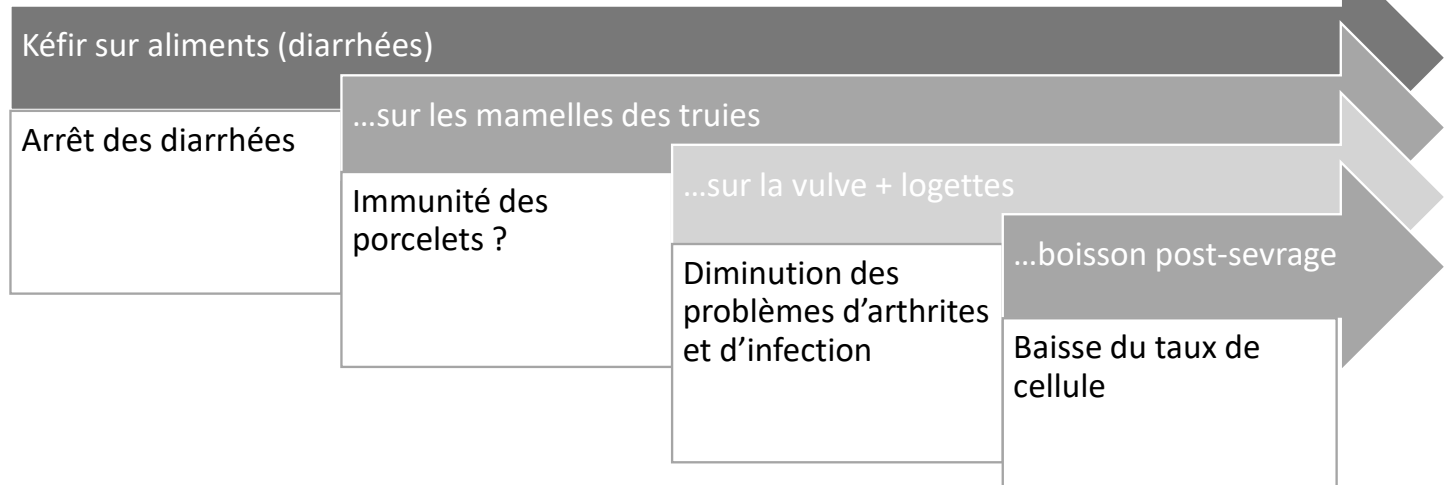 Kéfir sur aliments (diarrhées)
Arrêt des diarrhées
…sur les mamelles des truies
Immunité des
porcelets ?
…sur la vulve + logettes
Diminution des
problèmes d’arthrites
et d’infection
…boisson post-sevrage
Baisse du taux de
cellule